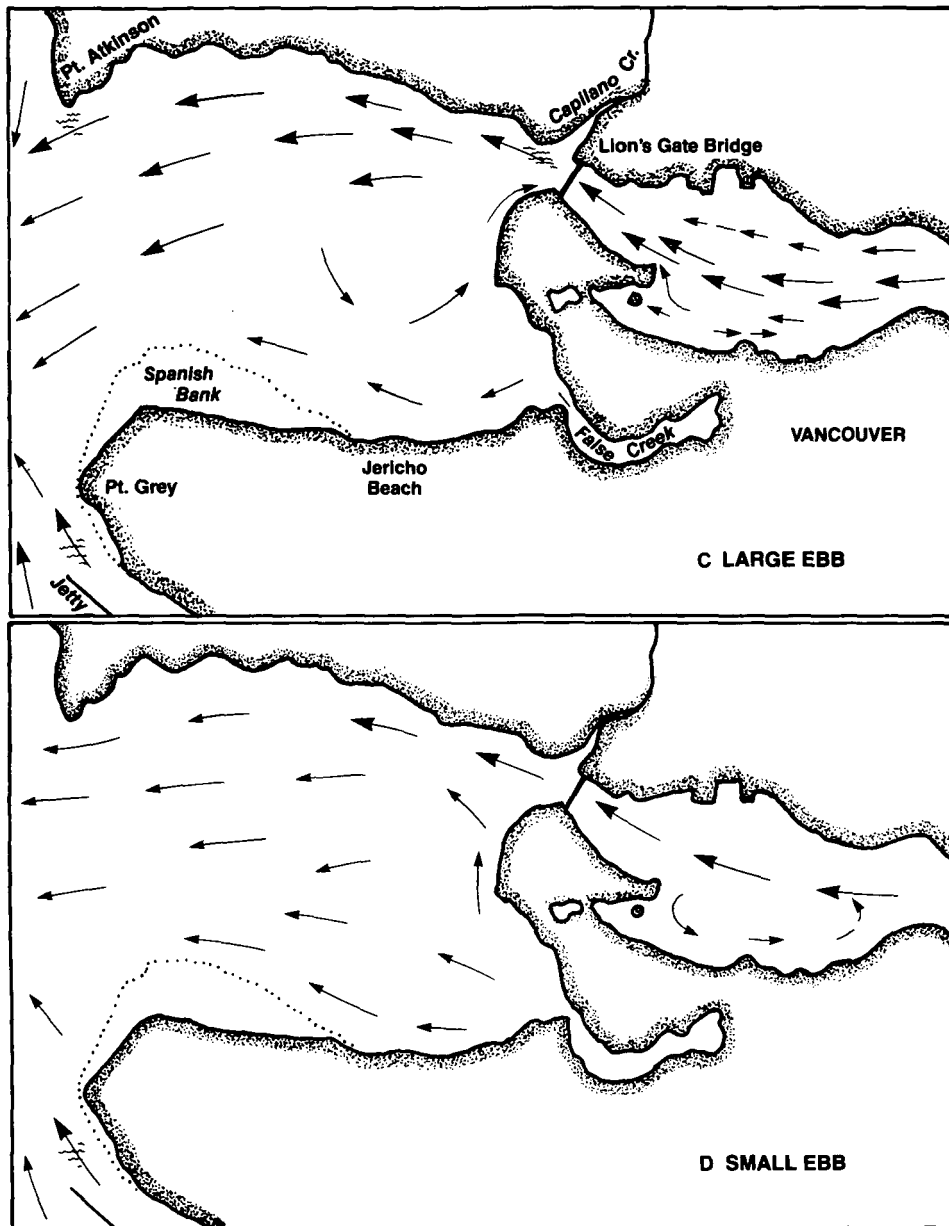 Pt. Atkinson
Capilano Cr.
Lion's Gate Bridge
Spanish
Bank
False Creek
VANCOUVER
Jericho
Beach
Pt. Grey
C LARGE EBB
Jetty
D SMALL EBB